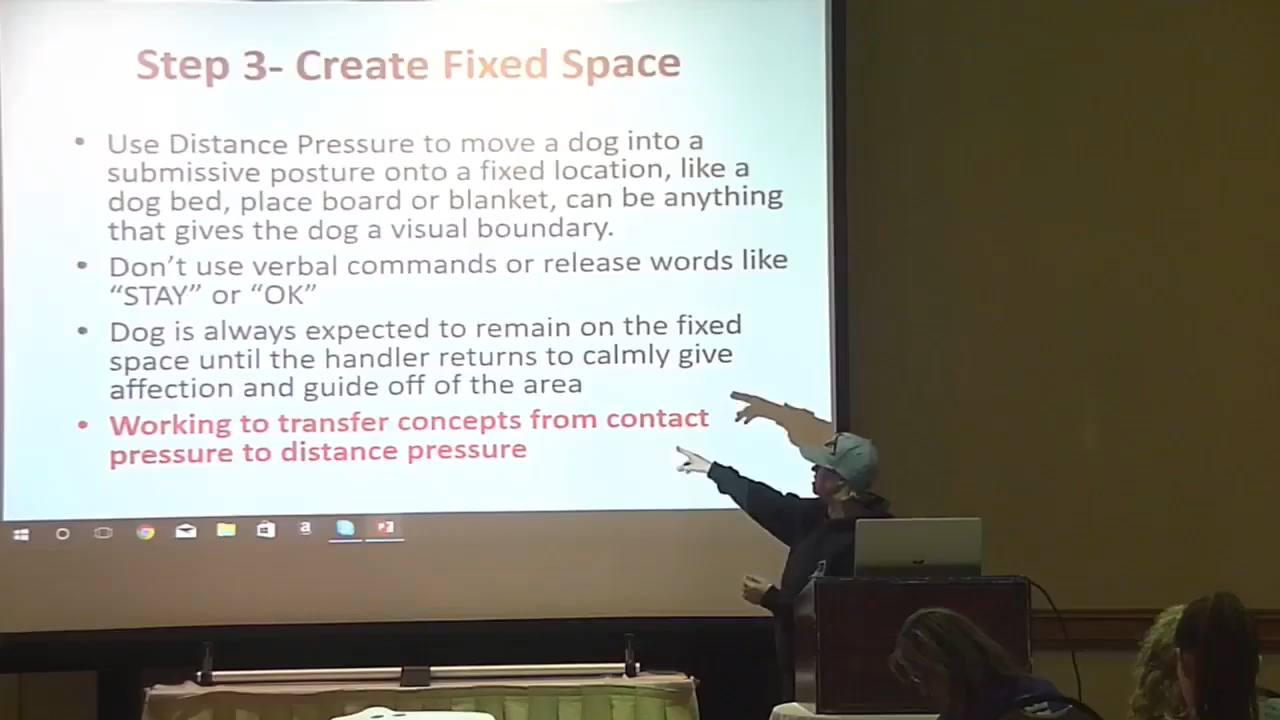 Step 3- Create Fixed Space
• Use Distance Pressure to move a dog into a
submissive posture onto a fixed location, like a
dog bed, place board or blanket, can be anything
that gives the dog a visual boundary.
• Don’t use verbal commands or release words like
“STAY” or “OK”
• Dog is always expected to remain on the fixed
space until the handler returns to calmly give
affection and guide off of the area
• Working to transfer concepts from contact
pressure to distance pressure